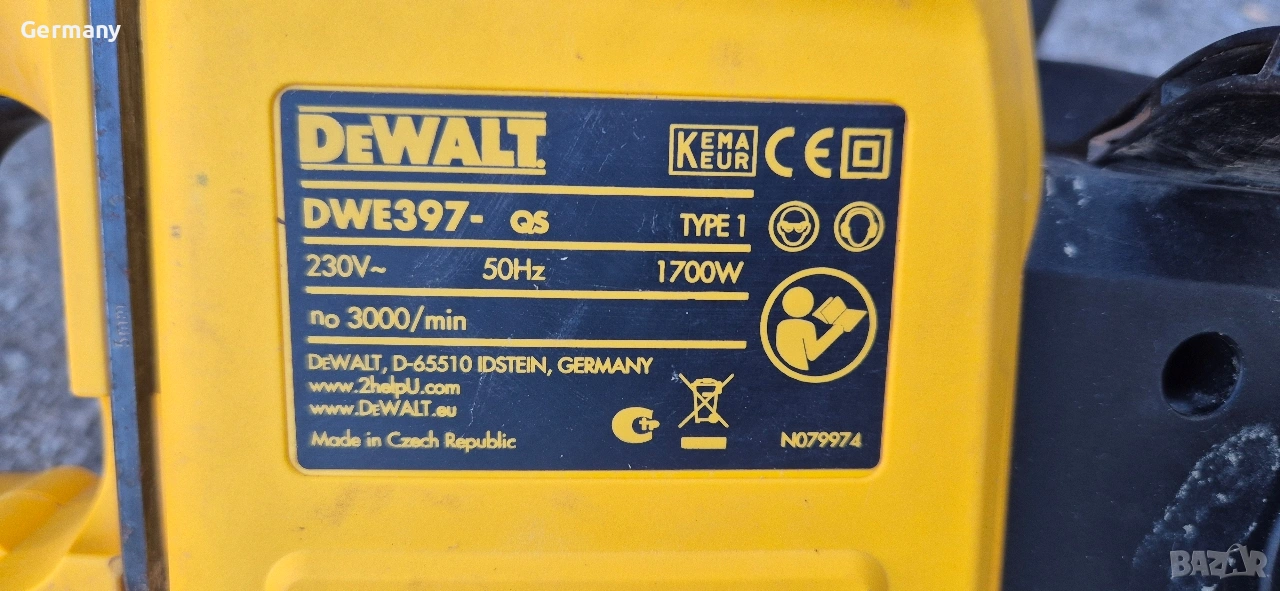 Germany
DEWALT.
KEMA
KEUR
CE
DWE397- QS TYPE 1
230V~ 50Hz 1700W
no 3000/min
DEWALT, D-65510 IDSTEIN, GERMANY
www.2helpU.com
www.DEWALT.eu
Made in Czech Republic
N079974
BAZAR